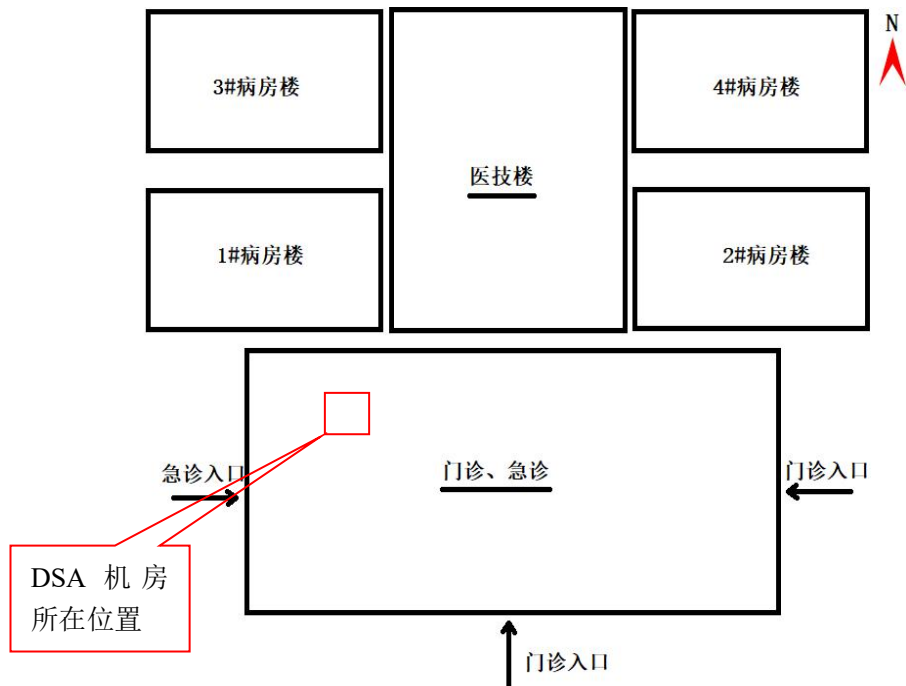 N
3#病房楼
4#病房楼
医技楼
1#病房楼
2#病房楼
急诊入口
门诊、急诊
门诊入口
DSA 机房
所在位置
门诊入口